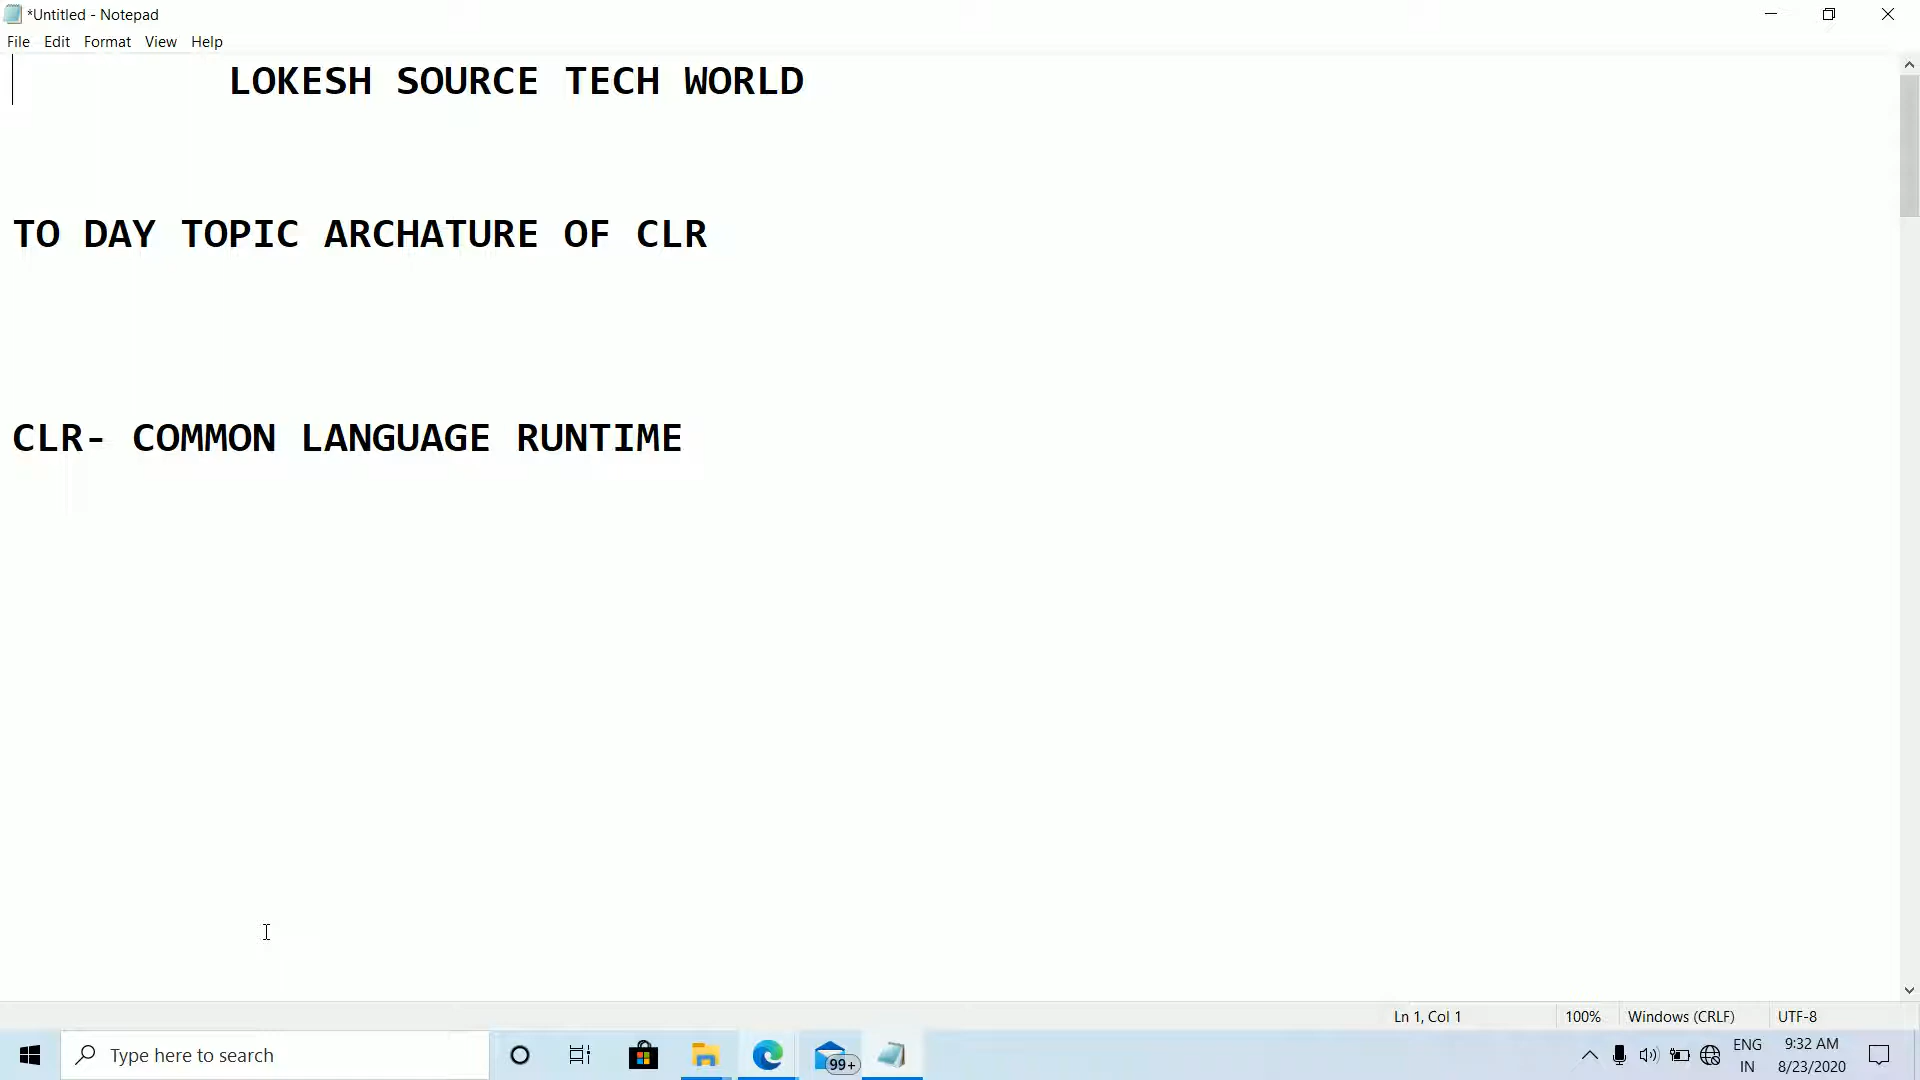 *Untitled - Notepad
File Edit Format View Help
LOKESH SOURCE TECH WORLD
TO DAY TOPIC ARCHATURE OF CLR
CLR- COMMON LANGUAGE RUNTIME
Ln 1, Col 1 100% Windows (CRLF) UTF-8
Type here to search
99+
ENG
IN
9:32 AM
8/23/2020